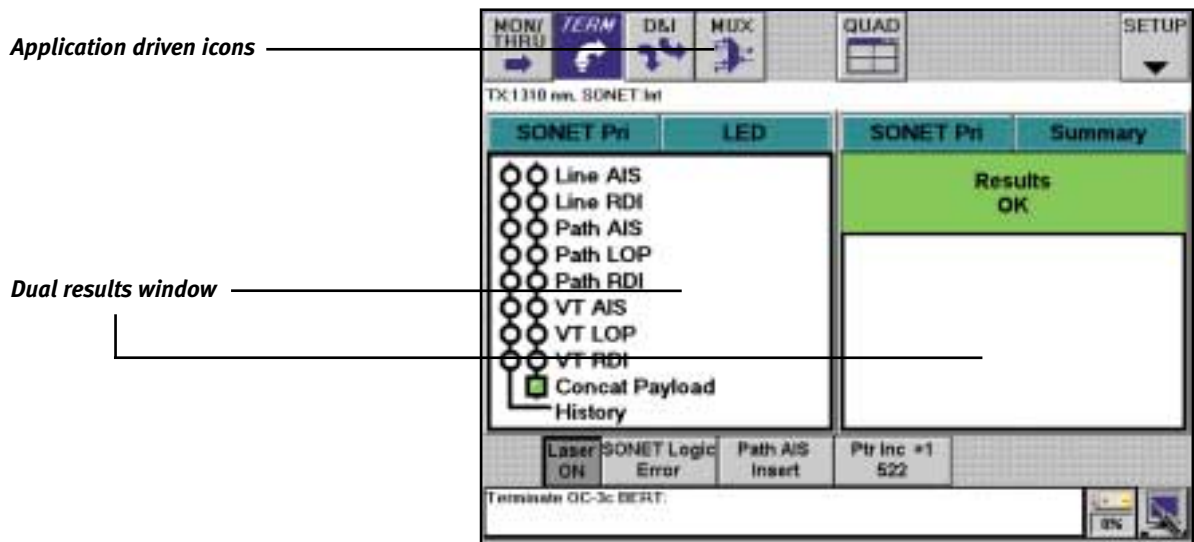 Application driven icons
MON/ THRU
TERM
D&I
MUX
QUAD
SETUP
TX:1310 nm, SONET:Int
SONET Pri
LED
SONET Pri
Summary
Line AIS
Line RDI
Path AIS
Path LOP
Path RDI
VT AIS
VT LOP
VT RDI
Concat Payload
History
Results
OK
Dual results window
Laser
ON
SONET Logic
Error
Path AIS
Insert
Ptr Inc +1
522
Terminate OC-3c BERT:
0%